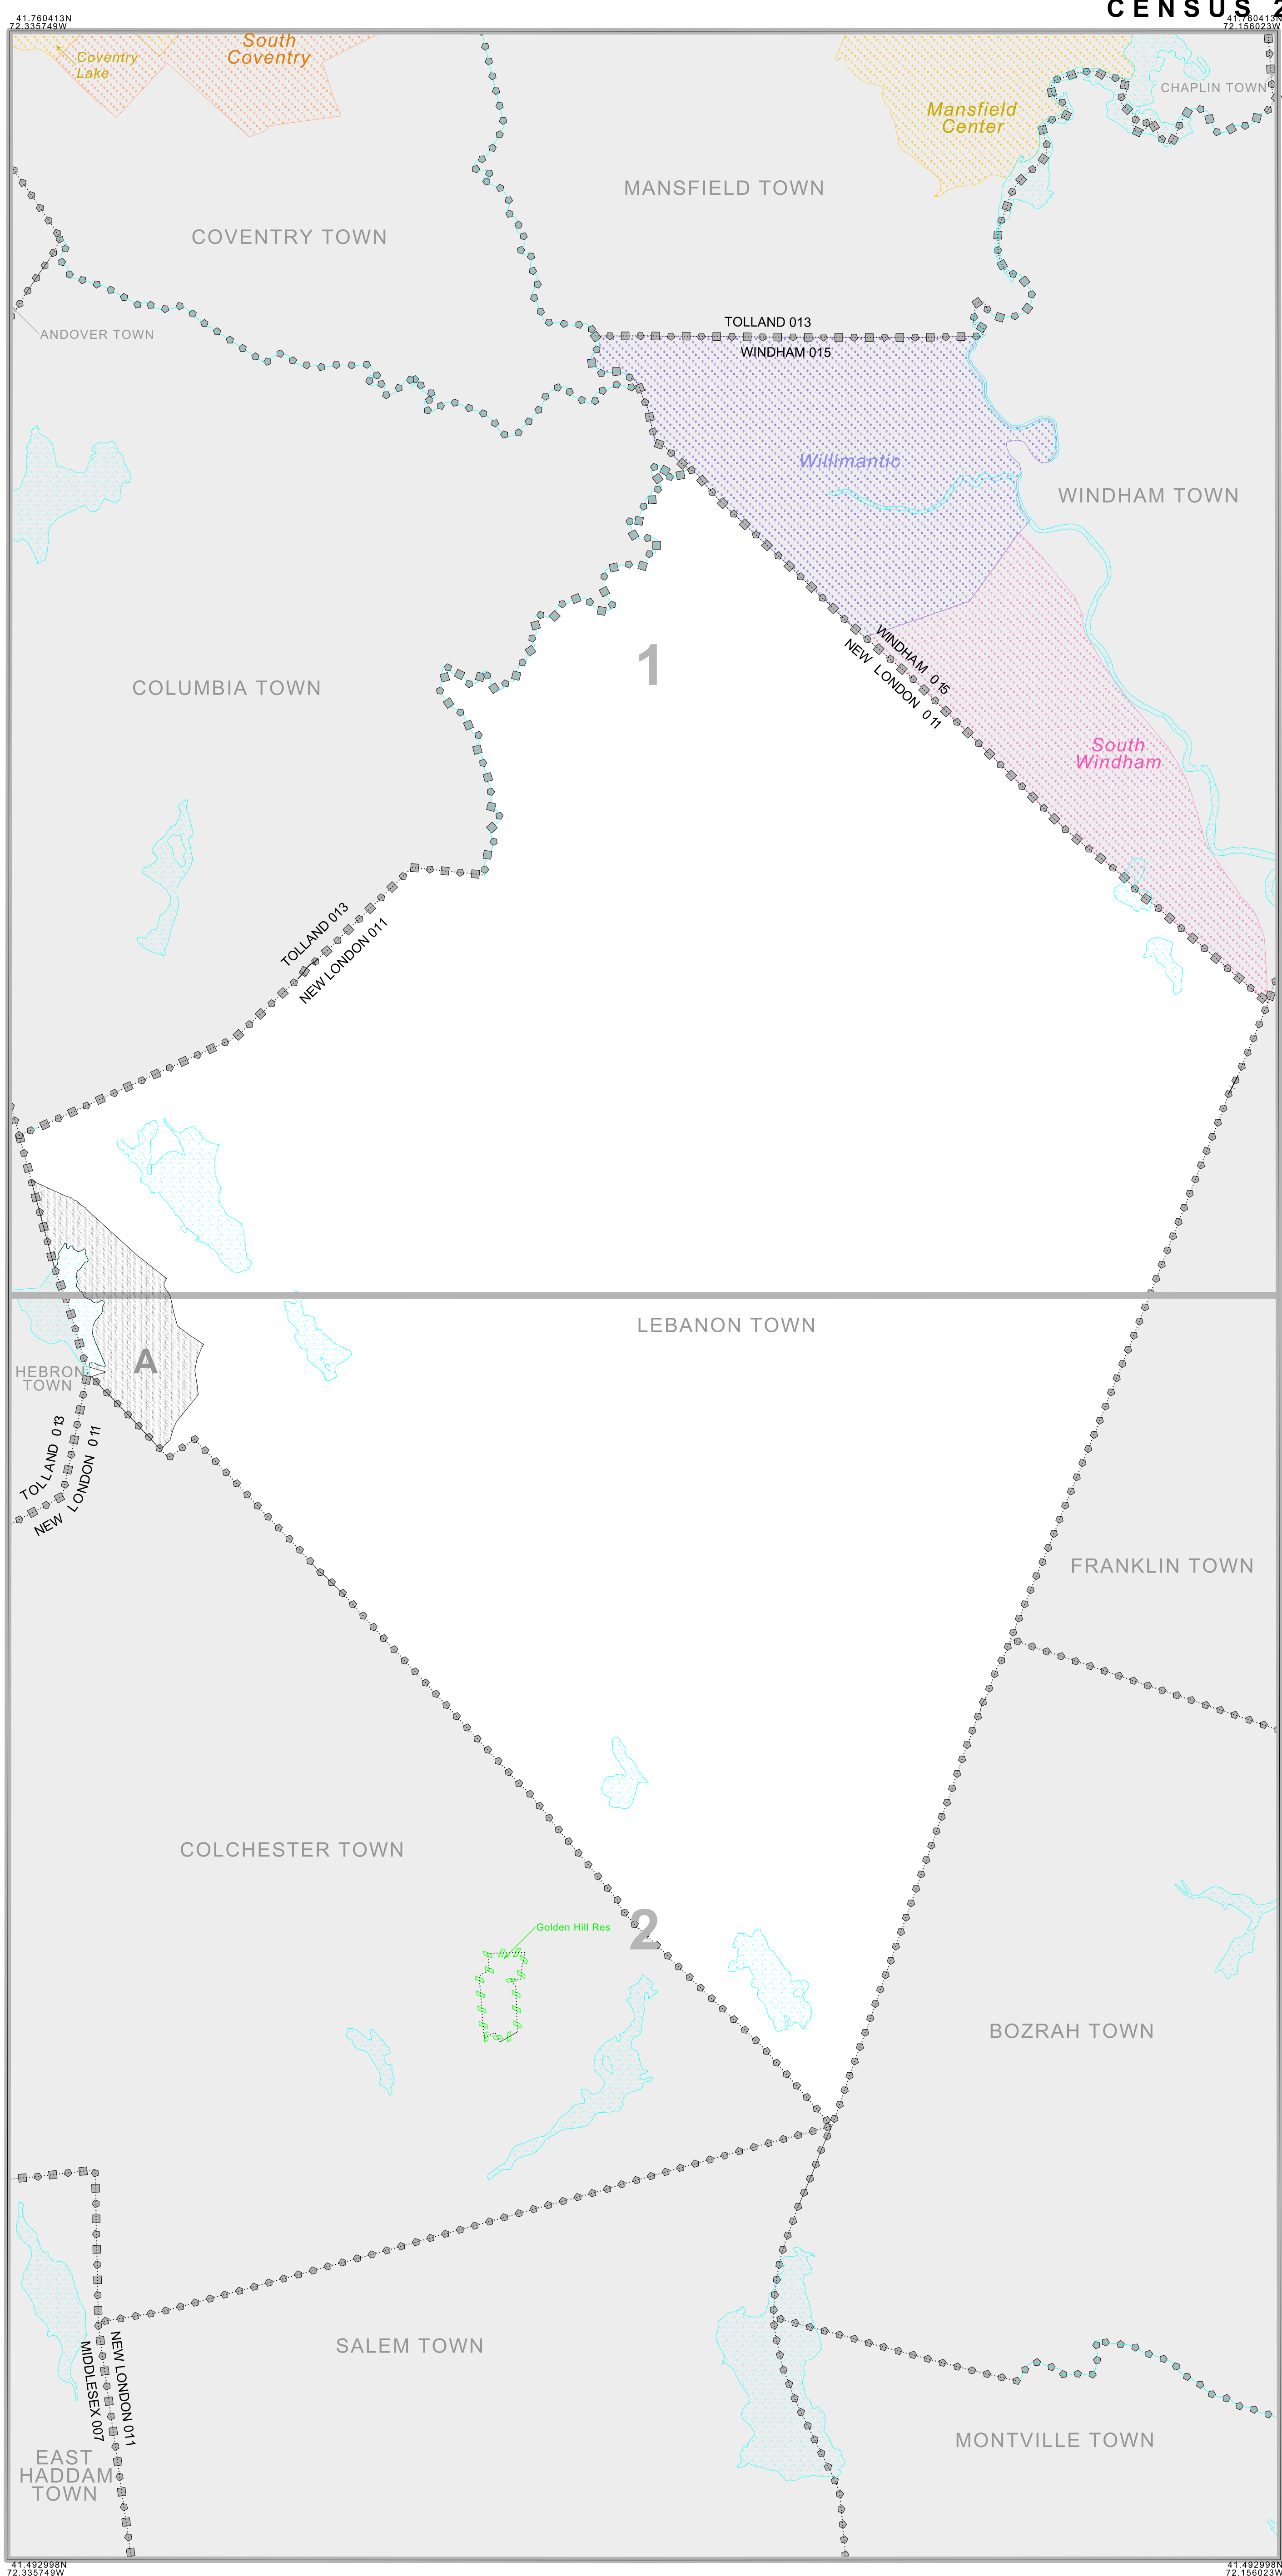 CENSUS 2
41.760413N
72.335749W
41.760413N
72.156023W
South
Coventry
Coventry
Lake
CHAPLIN TOWN
Mansfield
Center
MANSFIELD TOWN
COVENTRY TOWN
TOLLAND 013
WINDHAM 015
ANDOVER TOWN
Willimantic
WINDHAM TOWN
1
WINDHAM 015
NEW LONDON 011
COLUMBIA TOWN
South
Windham
TOLLAND 013
NEW LONDON 011
LEBANON TOWN
A
HEBRON
TOWN
TOLLAND 013
NEW LONDON 011
FRANKLIN TOWN
COLCHESTER TOWN
2
Golden Hill Res
BOZRAH TOWN
SALEM TOWN
NEW LONDON 011
MIDDLESEX 007
MONTVILLE TOWN
EAST
HADDAM
TOWN
41.492998N
72.335749W
41.492998N
72.156023W